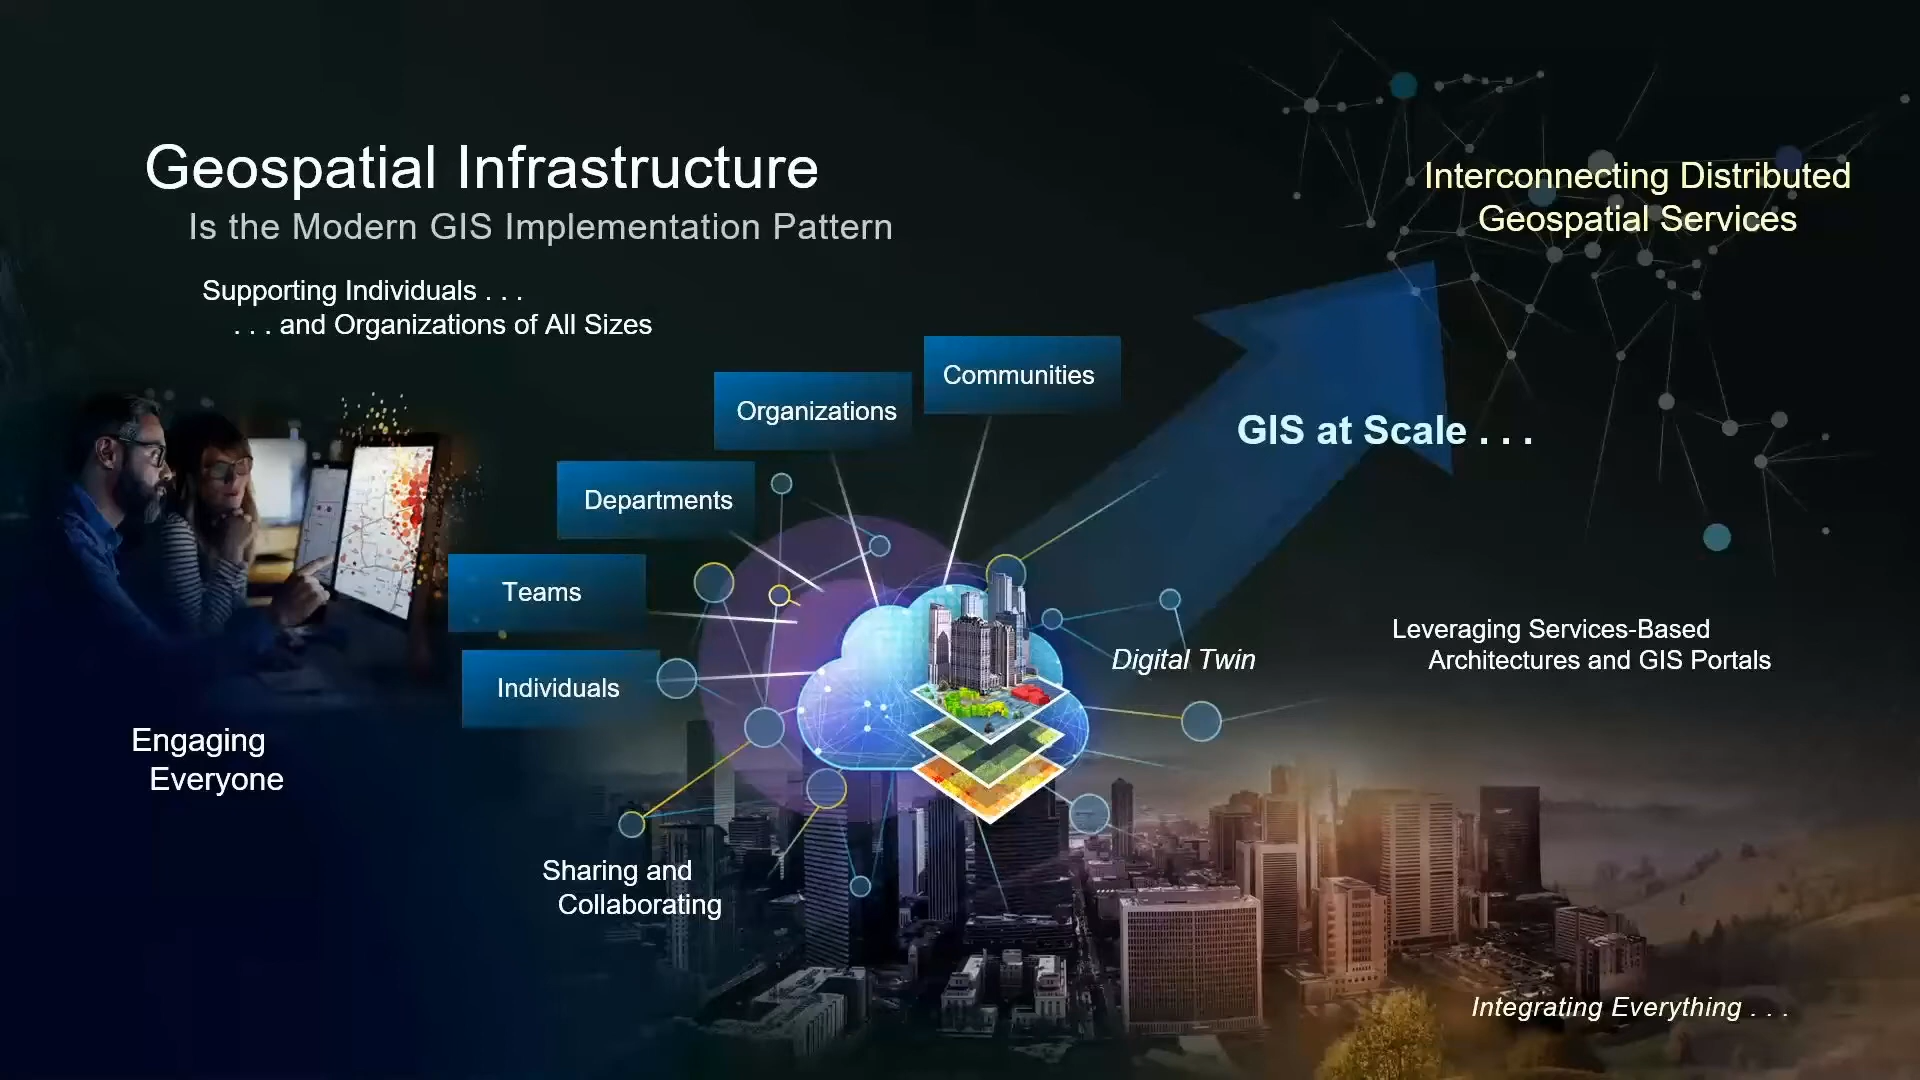 Geospatial Infrastructure
Is the Modern GIS Implementation Pattern
Supporting Individuals . . .
. . . and Organizations of All Sizes
Interconnecting Distributed
Geospatial Services
Communities
Organizations
GIS at Scale . . .
Departments
Teams
Individuals
Digital Twin
Leveraging Services-Based
Architectures and GIS Portals
Engaging
Everyone
Sharing and
Collaborating
Integrating Everything . . .